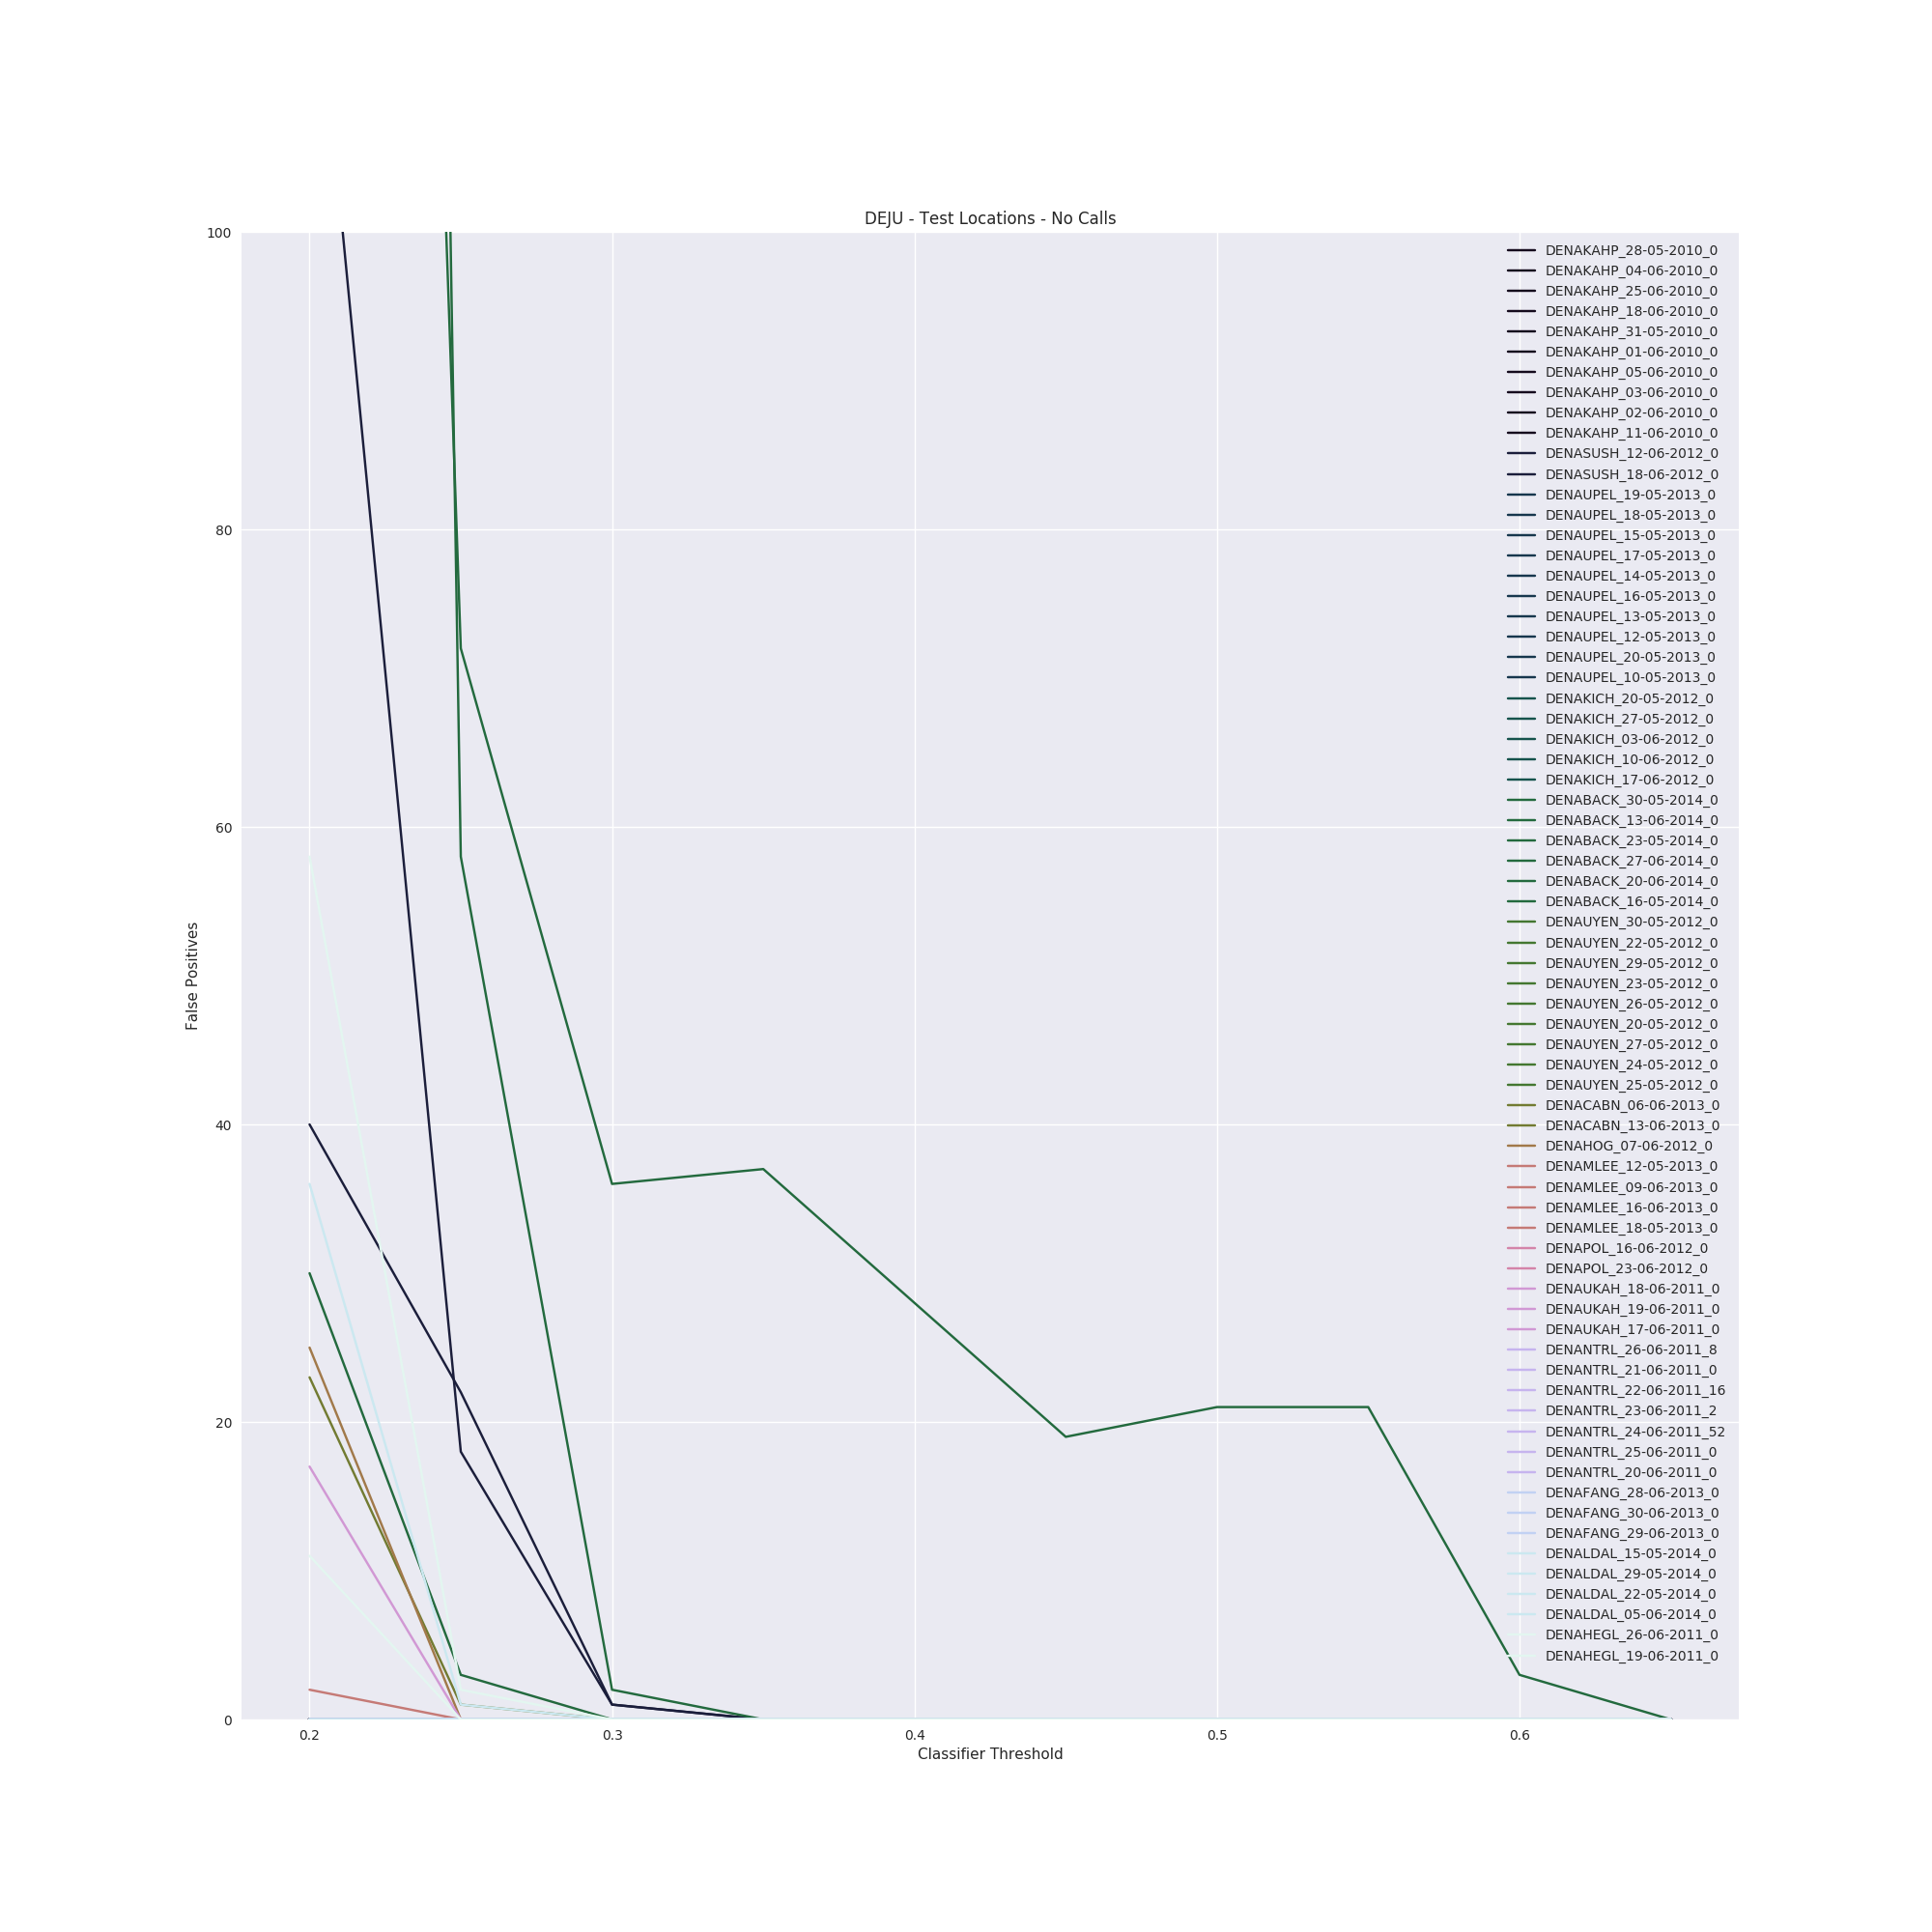 DEJU - Test Locations - No Calls
100
80
60
40
20
0
False Positives
0.2 0.3 0.4 0.5 0.6
Classifier Threshold
DENAKAHP_28-05-2010_0
DENAKAHP_04-06-2010_0
DENAKAHP_25-06-2010_0
DENAKAHP_18-06-2010_0
DENAKAHP_31-05-2010_0
DENAKAHP_01-06-2010_0
DENAKAHP_05-06-2010_0
DENAKAHP_03-06-2010_0
DENAKAHP_02-06-2010_0
DENAKAHP_11-06-2010_0
DENASUSH_12-06-2012_0
DENASUSH_18-06-2012_0
DENAUPEL_19-05-2013_0
DENAUPEL_18-05-2013_0
DENAUPEL_15-05-2013_0
DENAUPEL_17-05-2013_0
DENAUPEL_14-05-2013_0
DENAUPEL_16-05-2013_0
DENAUPEL_13-05-2013_0
DENAUPEL_12-05-2013_0
DENAUPEL_20-05-2013_0
DENAUPEL_10-05-2013_0
DENAKICH_20-05-2012_0
DENAKICH_27-05-2012_0
DENAKICH_03-06-2012_0
DENAKICH_10-06-2012_0
DENAKICH_17-06-2012_0
DENABACK_30-05-2014_0
DENABACK_13-06-2014_0
DENABACK_23-05-2014_0
DENABACK_27-06-2014_0
DENABACK_20-06-2014_0
DENABACK_16-05-2014_0
DENAUYEN_30-05-2012_0
DENAUYEN_22-05-2012_0
DENAUYEN_29-05-2012_0
DENAUYEN_23-05-2012_0
DENAUYEN_26-05-2012_0
DENAUYEN_20-05-2012_0
DENAUYEN_27-05-2012_0
DENAUYEN_24-05-2012_0
DENAUYEN_25-05-2012_0
DENACABN_06-06-2013_0
DENACABN_13-06-2013_0
DENAHOG_07-06-2012_0
DENAMLEE_12-05-2013_0
DENAMLEE_09-06-2013_0
DENAMLEE_16-06-2013_0
DENAMLEE_18-05-2013_0
DENAPOL_16-06-2012_0
DENAPOL_23-06-2012_0
DENAUKAH_18-06-2011_0
DENAUKAH_19-06-2011_0
DENAUKAH_17-06-2011_0
DENANTRL_26-06-2011_8
DENANTRL_21-06-2011_0
DENANTRL_22-06-2011_16
DENANTRL_23-06-2011_2
DENANTRL_24-06-2011_52
DENANTRL_25-06-2011_0
DENANTRL_20-06-2011_0
DENAFANG_28-06-2013_0
DENAFANG_30-06-2013_0
DENAFANG_29-06-2013_0
DENALDAL_15-05-2014_0
DENALDAL_29-05-2014_0
DENALDAL_22-05-2014_0
DENALDAL_05-06-2014_0
DENAHEGL_26-06-2011_0
DENAHEGL_19-06-2011_0